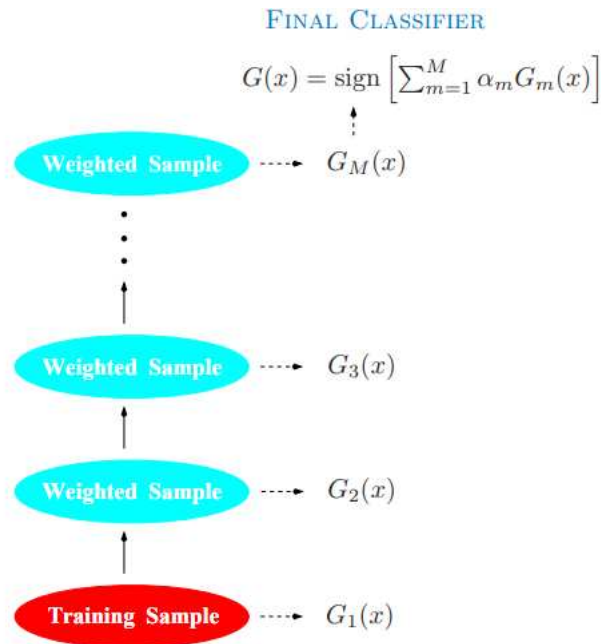 FINAL CLASSIFIER
G(x) = sign [∑_{m=1}^{M} α_m G_m(x)]
Weighted Sample G_M(x)
Weighted Sample G_3(x)
Weighted Sample G_2(x)
Training Sample G_1(x)